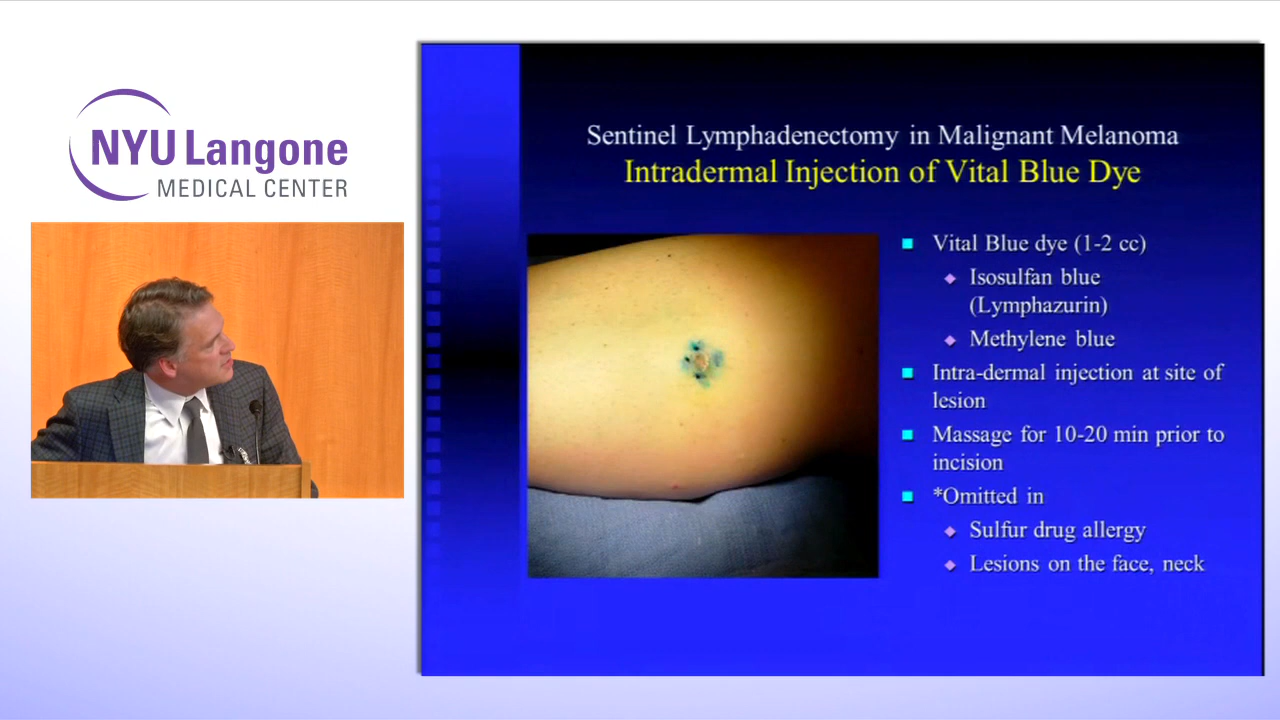 NYU Langone
MEDICAL CENTER
Sentinel Lymphadenectomy in Malignant Melanoma
Intradermal Injection of Vital Blue Dye
Vital Blue dye (1-2 cc)
Isosulfan blue
(Lymphazurin)
Methylene blue
Intra-dermal injection at site of
lesion
Massage for 10-20 min prior to
incision
*Omitted in
Sulfur drug allergy
Lesions on the face, neck